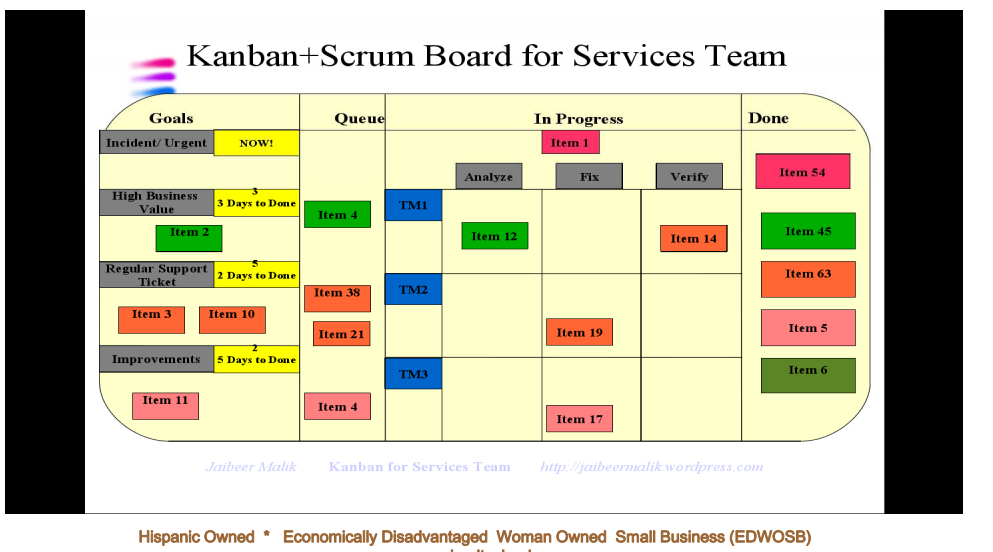 Kanban+Scrum Board for Services Team
Goals
Queue
In Progress
Done
Incident/ Urgent
NOW!
Item 1
Analyze
Fix
Verify
Item 54
High Business
Value
3
3 Days to Done
Item 4
TM1
Item 2
Item 12
Item 14
Item 45
Regular Support
Ticket
5
2 Days to Done
Item 38
TM2
Item 63
Item 3
Item 10
Item 21
Item 19
Item 5
Improvements
2
5 Days to Done
TM3
Item 6
Item 11
Item 4
Item 17
Jaibeer Malik
Kanban for Services Team
http://jaibeermalik.wordpress.com
Hispanic Owned * Economically Disadvantaged Woman Owned Small Business (EDWOSB)